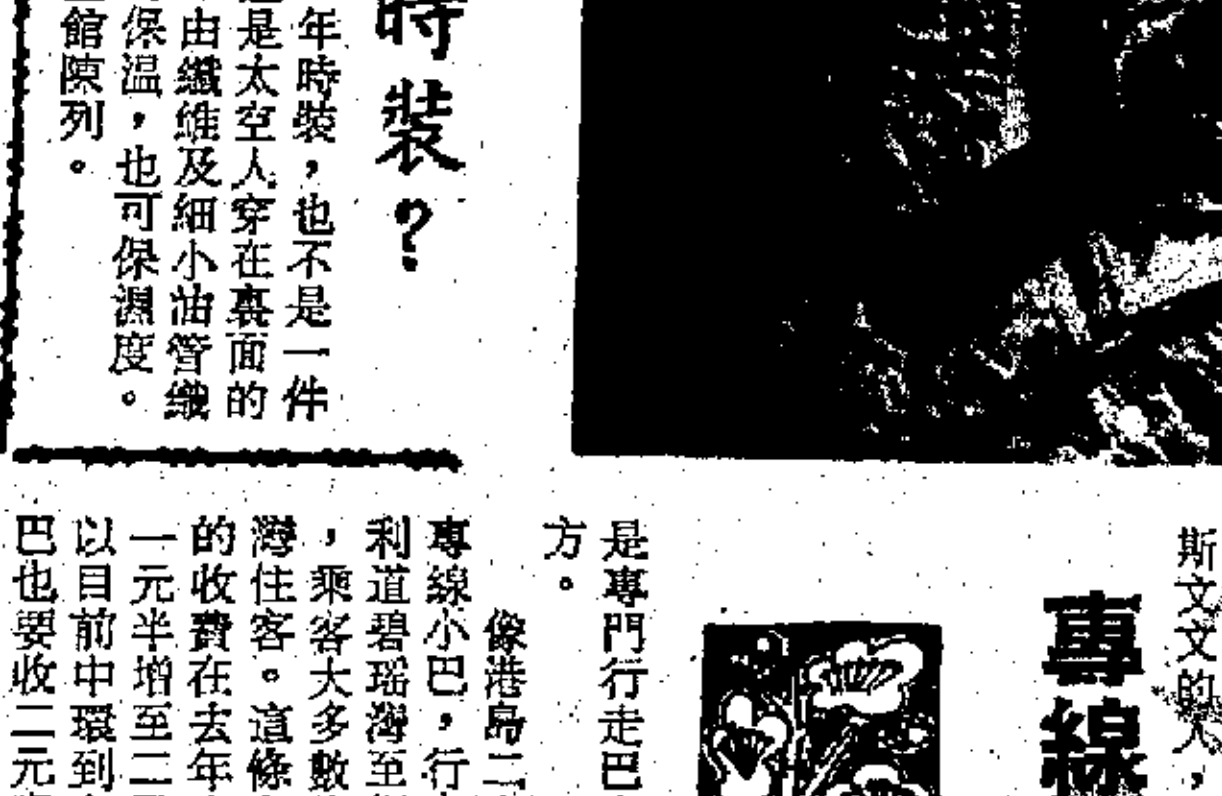 時裝?
年時裝,也不是一件
是太空人穿在裏面的
由纖維及細小油管織
保温,也可保濕度。
館陳列。
斯文文的人,
專線
是專門行走巴
方。
像港島二
專線小巴,行
利道碧瑤灣至
,乘客大多數
灣住客。這條
的收費在去年
一元半增至二
以目前中環到
巴也要收二元